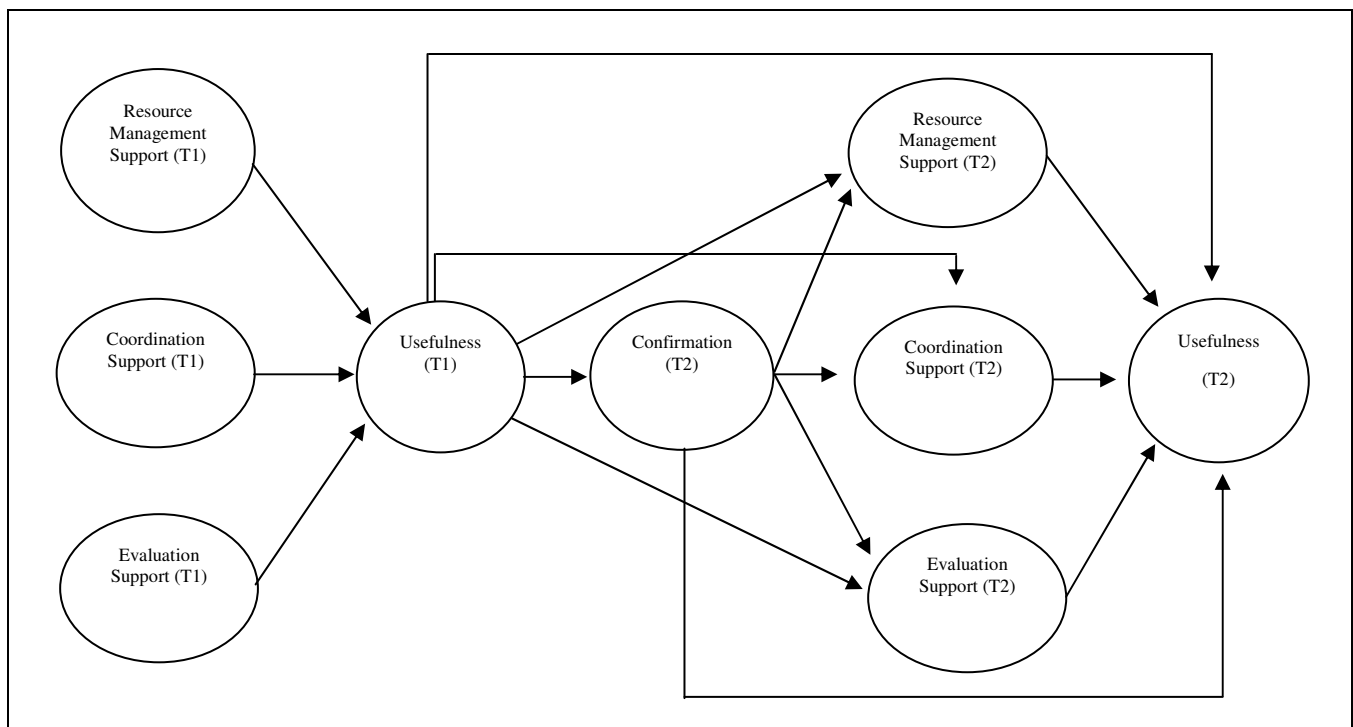 Resource
Management
Support (T1)
Resource
Management
Support (T2)
Coordination
Support (T1)
Usefulness
(T1)
Confirmation
(T2)
Coordination
Support (T2)
Usefulness
(T2)
Evaluation
Support (T1)
Evaluation
Support (T2)